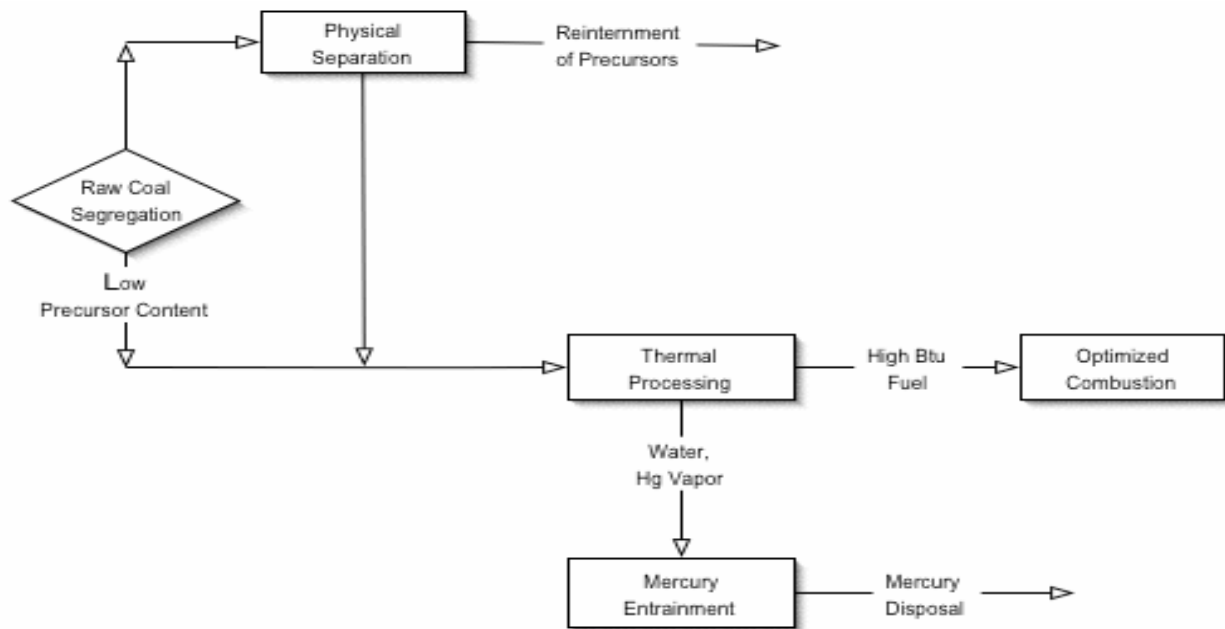 Physical
Separation
Reinternment
of Precursors
Raw Coal
Segregation
Low
Precursor Content
Thermal
Processing
High Btu
Fuel
Optimized
Combustion
Water,
Hg Vapor
Mercury
Entrainment
Mercury
Disposal